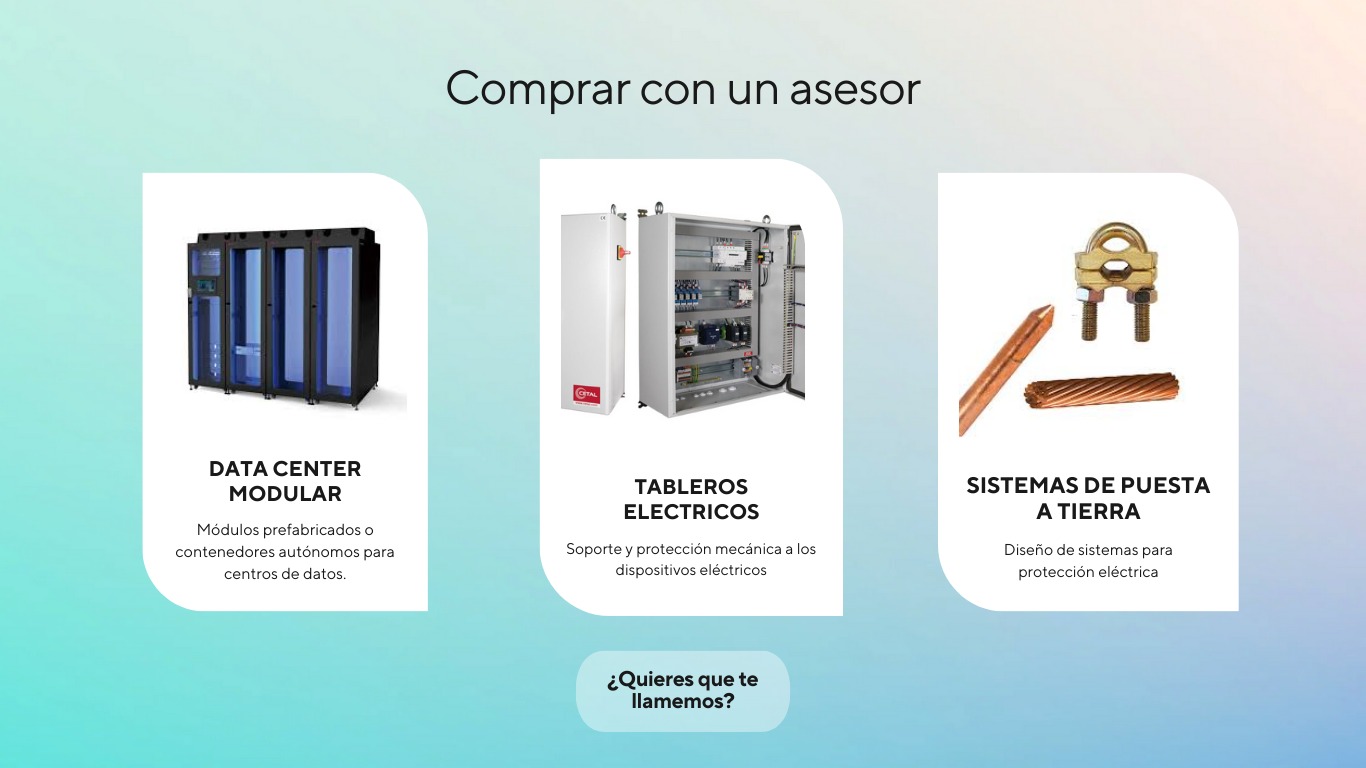 Comprar con un asesor
DATA CENTER
MODULAR
Módulos prefabricados o
contenedores autónomos para
centros de datos.
CETAL
TABLEROS
ELECTRICOS
Soporte y protección mecánica a los
dispositivos eléctricos
SISTEMAS DE PUESTA
A TIERRA
Diseño de sistemas para
protección eléctrica
¿Quieres que te
llamemos?